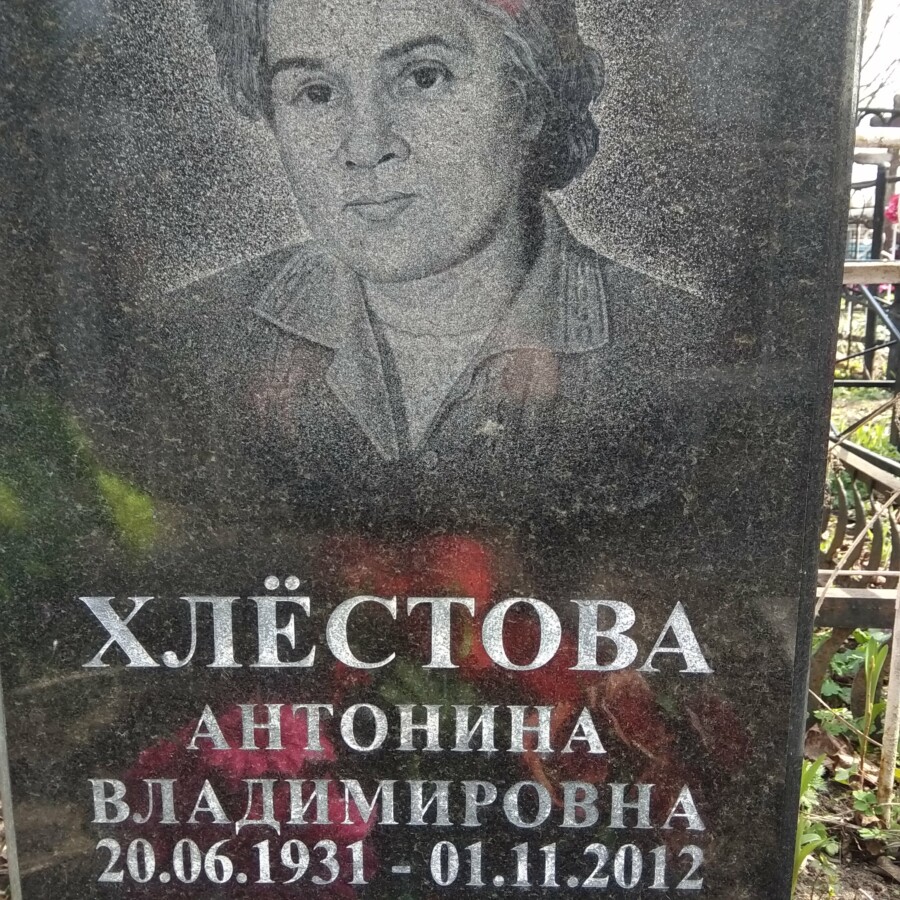 ХЛЁСТОВА
АНТОНИНА
ВЛАДИМИРОВНА
20.06.1931 - 01.11.2012